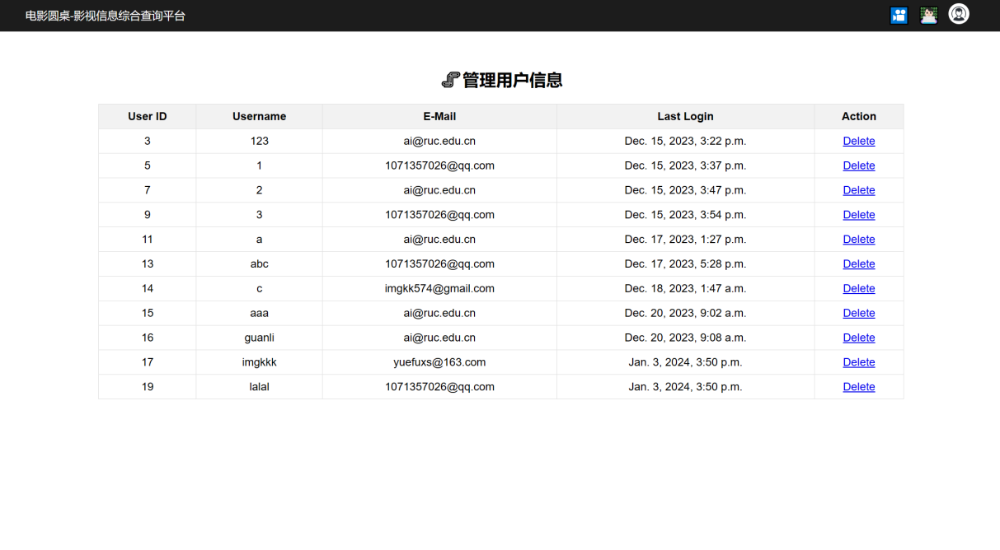 电影圆桌-影视信息综合查询平台
管理用户信息
User ID Username E-Mail Last Login Action
3 123 ai@ruc.edu.cn Dec. 15, 2023, 3:22 p.m. Delete
5 1 1071357026@qq.com Dec. 15, 2023, 3:37 p.m. Delete
7 2 ai@ruc.edu.cn Dec. 15, 2023, 3:47 p.m. Delete
9 3 1071357026@qq.com Dec. 15, 2023, 3:54 p.m. Delete
11 a ai@ruc.edu.cn Dec. 17, 2023, 1:27 p.m. Delete
13 abc 1071357026@qq.com Dec. 17, 2023, 5:28 p.m. Delete
14 c imgkk574@gmail.com Dec. 18, 2023, 1:47 a.m. Delete
15 aaa ai@ruc.edu.cn Dec. 20, 2023, 9:02 a.m. Delete
16 guanli ai@ruc.edu.cn Dec. 20, 2023, 9:08 a.m. Delete
17 imgkkk yuefuxs@163.com Jan. 3, 2024, 3:50 p.m. Delete
19 lalal 1071357026@qq.com Jan. 3, 2024, 3:50 p.m. Delete